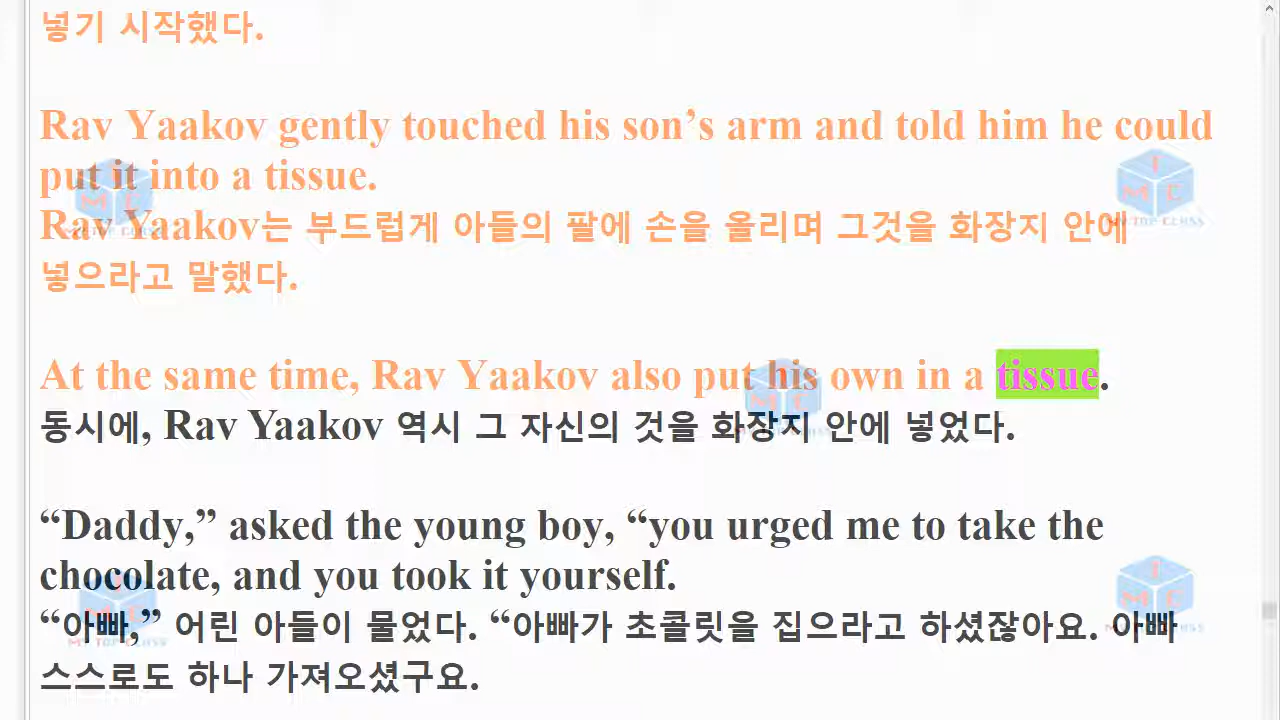 넣기 시작했다.
Rav Yaakov gently touched his son’s arm and told him he could
put it into a tissue.
Rav Yaakov는 부드럽게 아들의 팔에 손을 올리며 그것을 화장지 안에
넣으라고 말했다.
At the same time, Rav Yaakov also put his own in a tissue.
동시에, Rav Yaakov 역시 그 자신의 것을 화장지 안에 넣었다.
“Daddy,” asked the young boy, “you urged me to take the
chocolate, and you took it yourself.
“아빠,” 어린 아들이 물었다. “아빠가 초콜릿을 집으라고 하셨잖아요. 아빠
스스로도 하나 가져오셨구요.